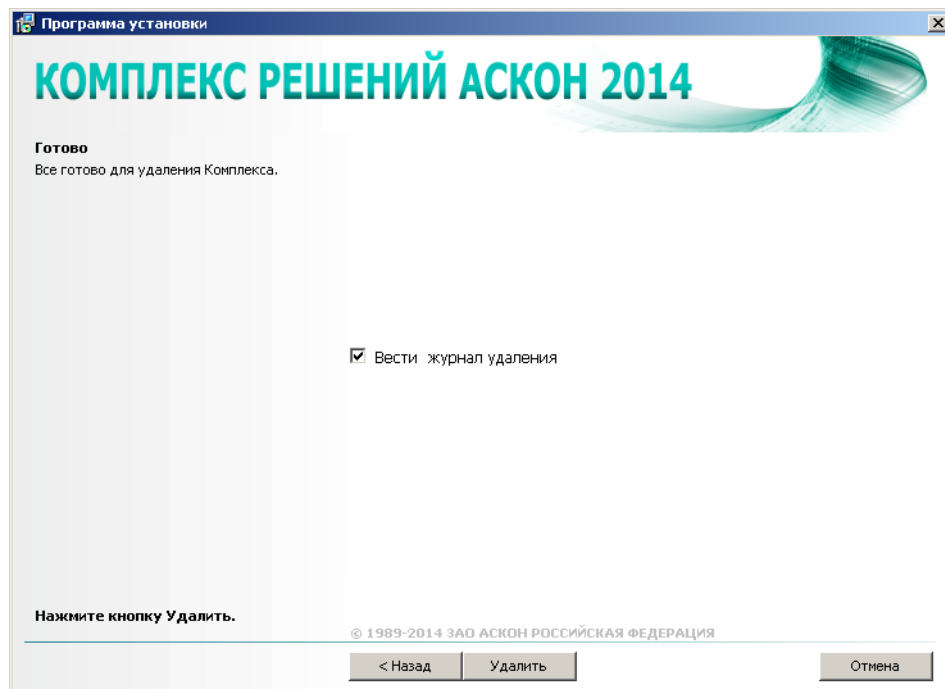 Программа установки
КОМПЛЕКС РЕШЕНИЙ АСКОН 2014
Готово
Все готово для удаления Комплекса.
Вести журнал удаления
Нажмите кнопку Удалить.
© 1989-2014 ЗАО АСКОН РОССИЙСКАЯ ФЕДЕРАЦИЯ
< Назад Удалить Отмена